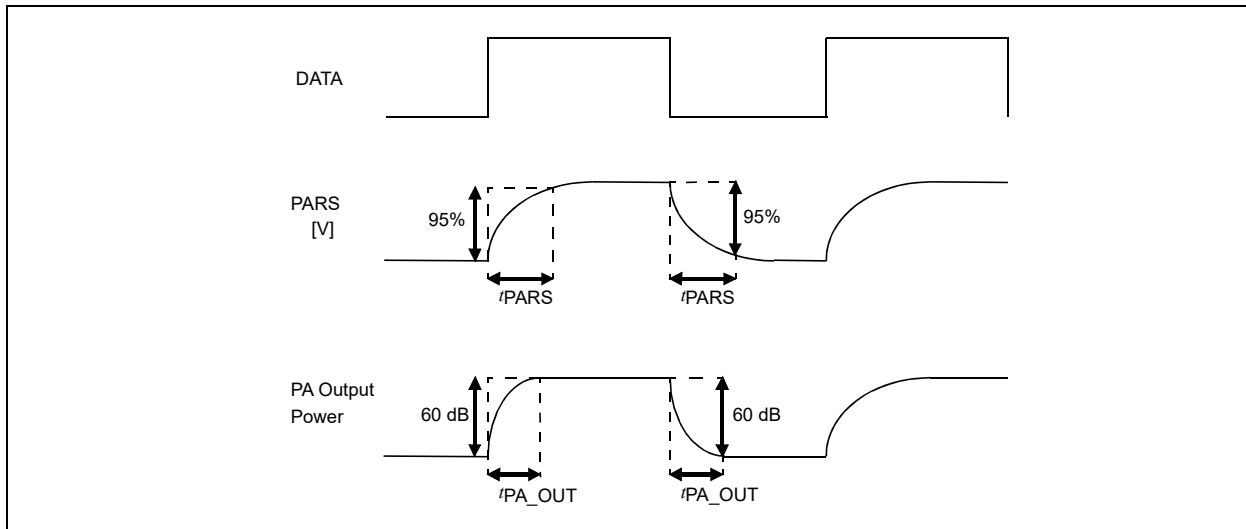 DATA
PARS
[V]
95%
95%
tPARS
tPARS
PA Output
Power
60 dB
60 dB
tPA_OUT
tPA_OUT